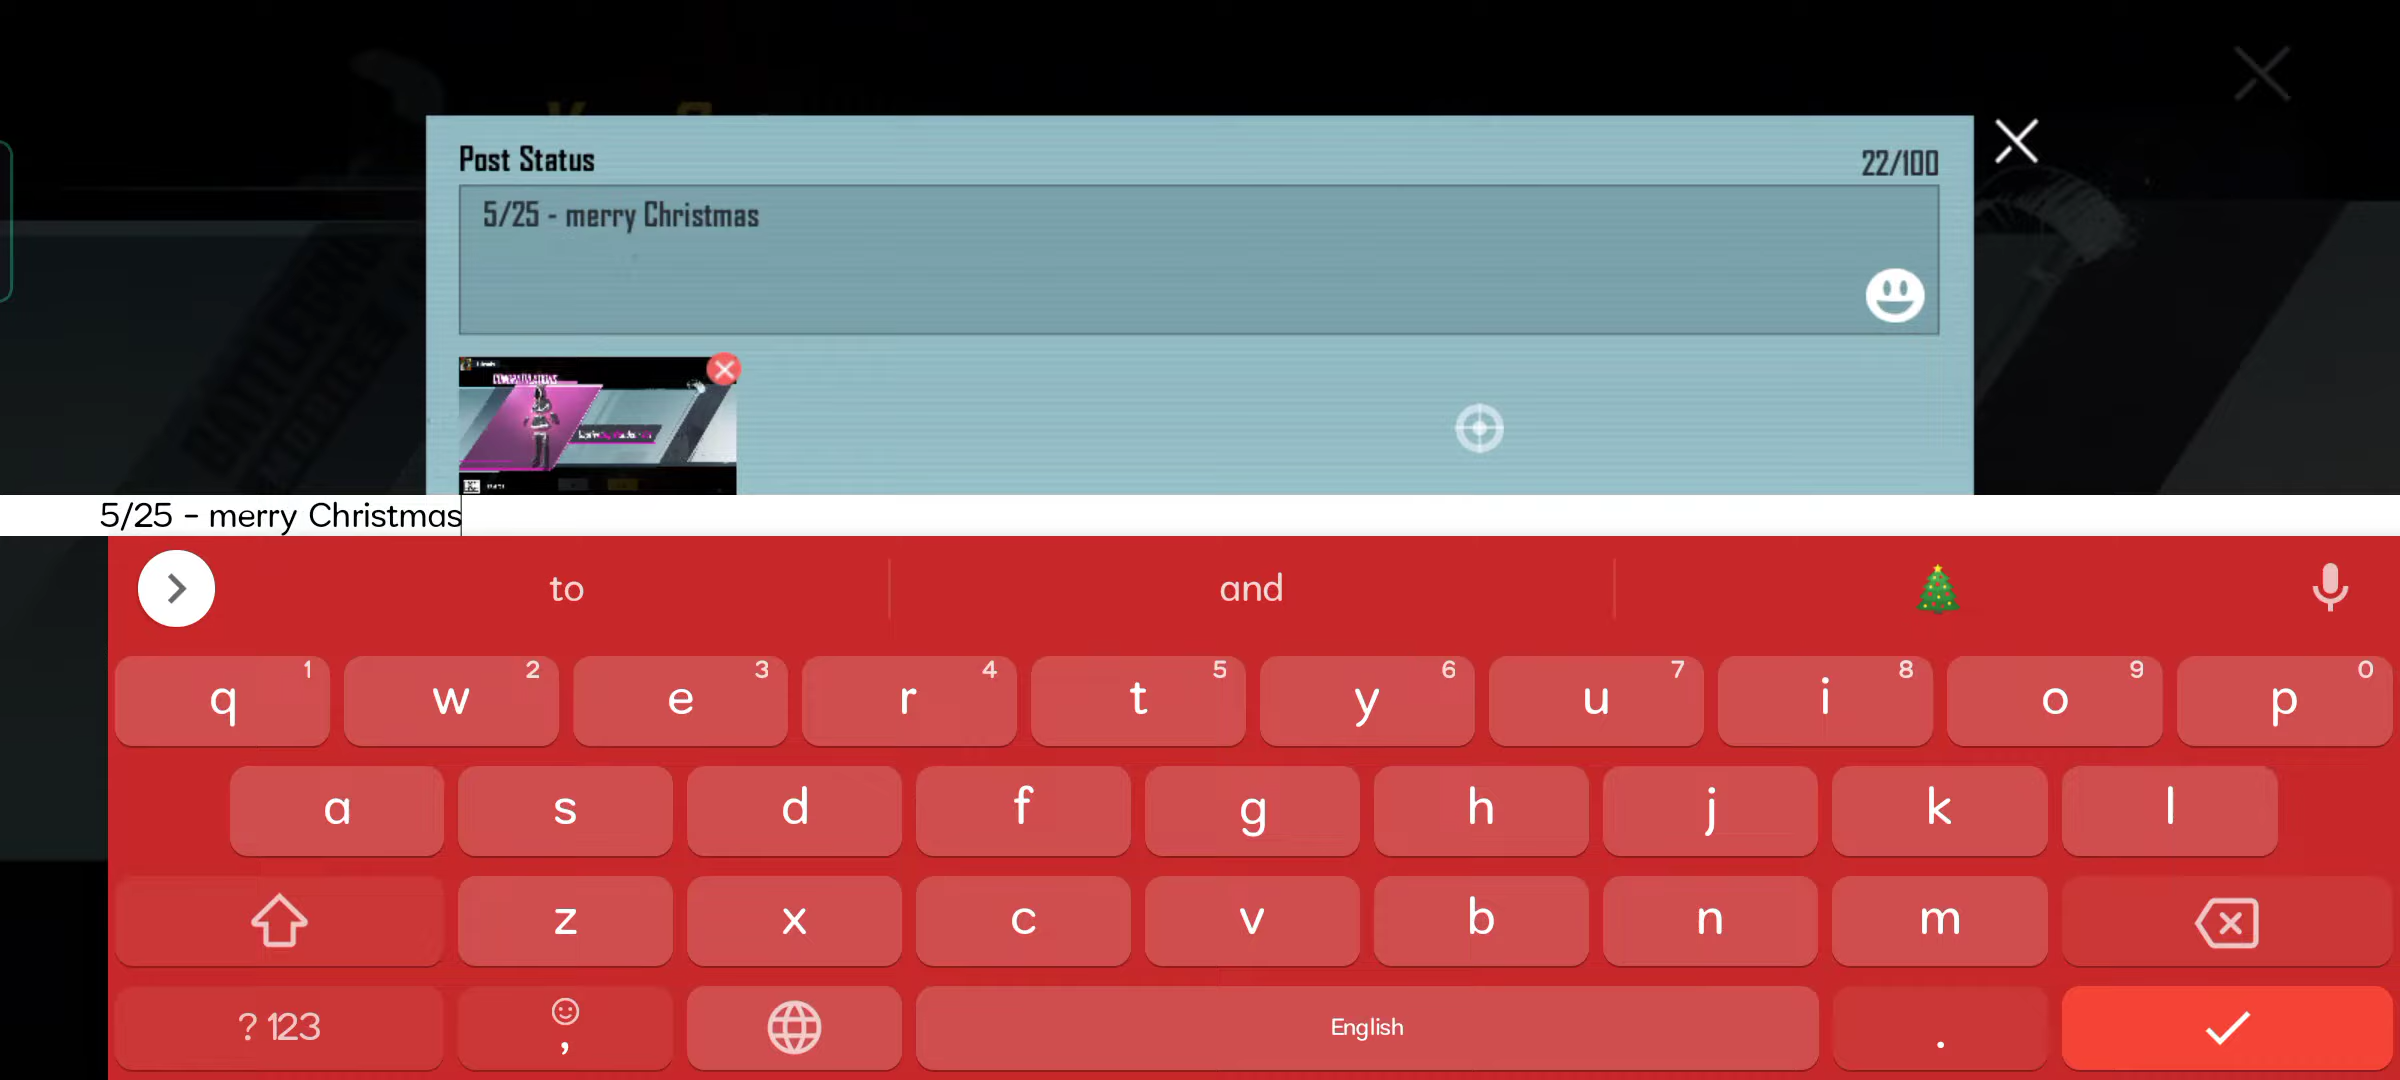 Post Status
22/100
5/25 - merry Christmas
CONGRATULATIONS
5/25 - merry Christmas
to and 🎄
q 1 w 2 e 3 r 4 t 5 y 6 u 7 i 8 o 9 p 0
a s d f g h j k l
z x c v b n m
?123 , English .